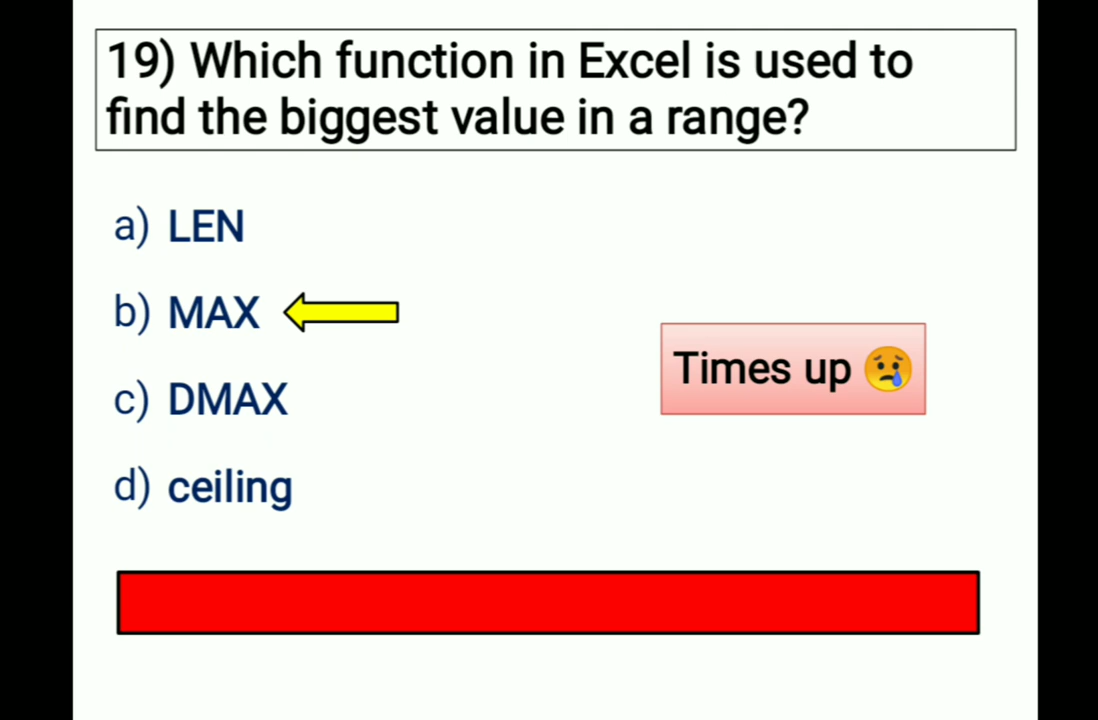 19) Which function in Excel is used to
find the biggest value in a range?
a) LEN
b) MAX
c) DMAX
d) ceiling
Times up 😢